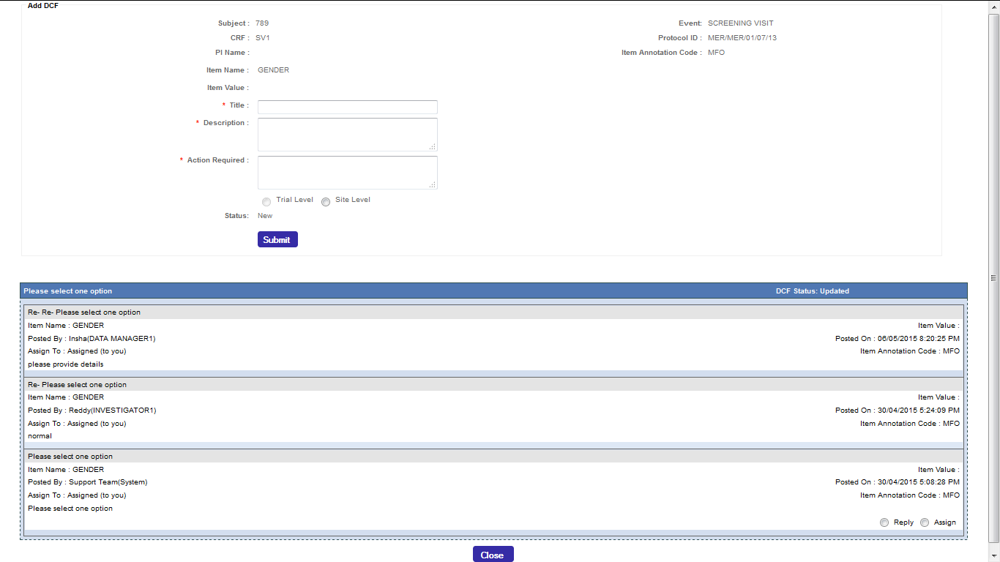 Add DCF
Subject : 789 Event: SCREENING VISIT
CRF : SV1 Protocol ID : MER/MER/01/07/13
PI Name : Item Annotation Code : MFO
Item Name : GENDER
Item Value :
* Title :
* Description :
* Action Required :
Trial Level Site Level
Status: New
Submit
Please select one option DCF Status: Updated
Re- Re- Please select one option
Item Name : GENDER Item Value :
Posted By : Insha(DATA MANAGER1) Posted On : 06/05/2015 8:20:25 PM
Assign To : Assigned (to you) Item Annotation Code : MFO
please provide details
Re- Please select one option
Item Name : GENDER Item Value :
Posted By : Reddy(INVESTIGATOR1) Posted On : 30/04/2015 5:24:09 PM
Assign To : Assigned (to you) Item Annotation Code : MFO
normal
Please select one option
Item Name : GENDER Item Value :
Posted By : Support Team(System) Posted On : 30/04/2015 5:08:28 PM
Assign To : Assigned (to you) Item Annotation Code : MFO
Please select one option
Reply Assign
Close